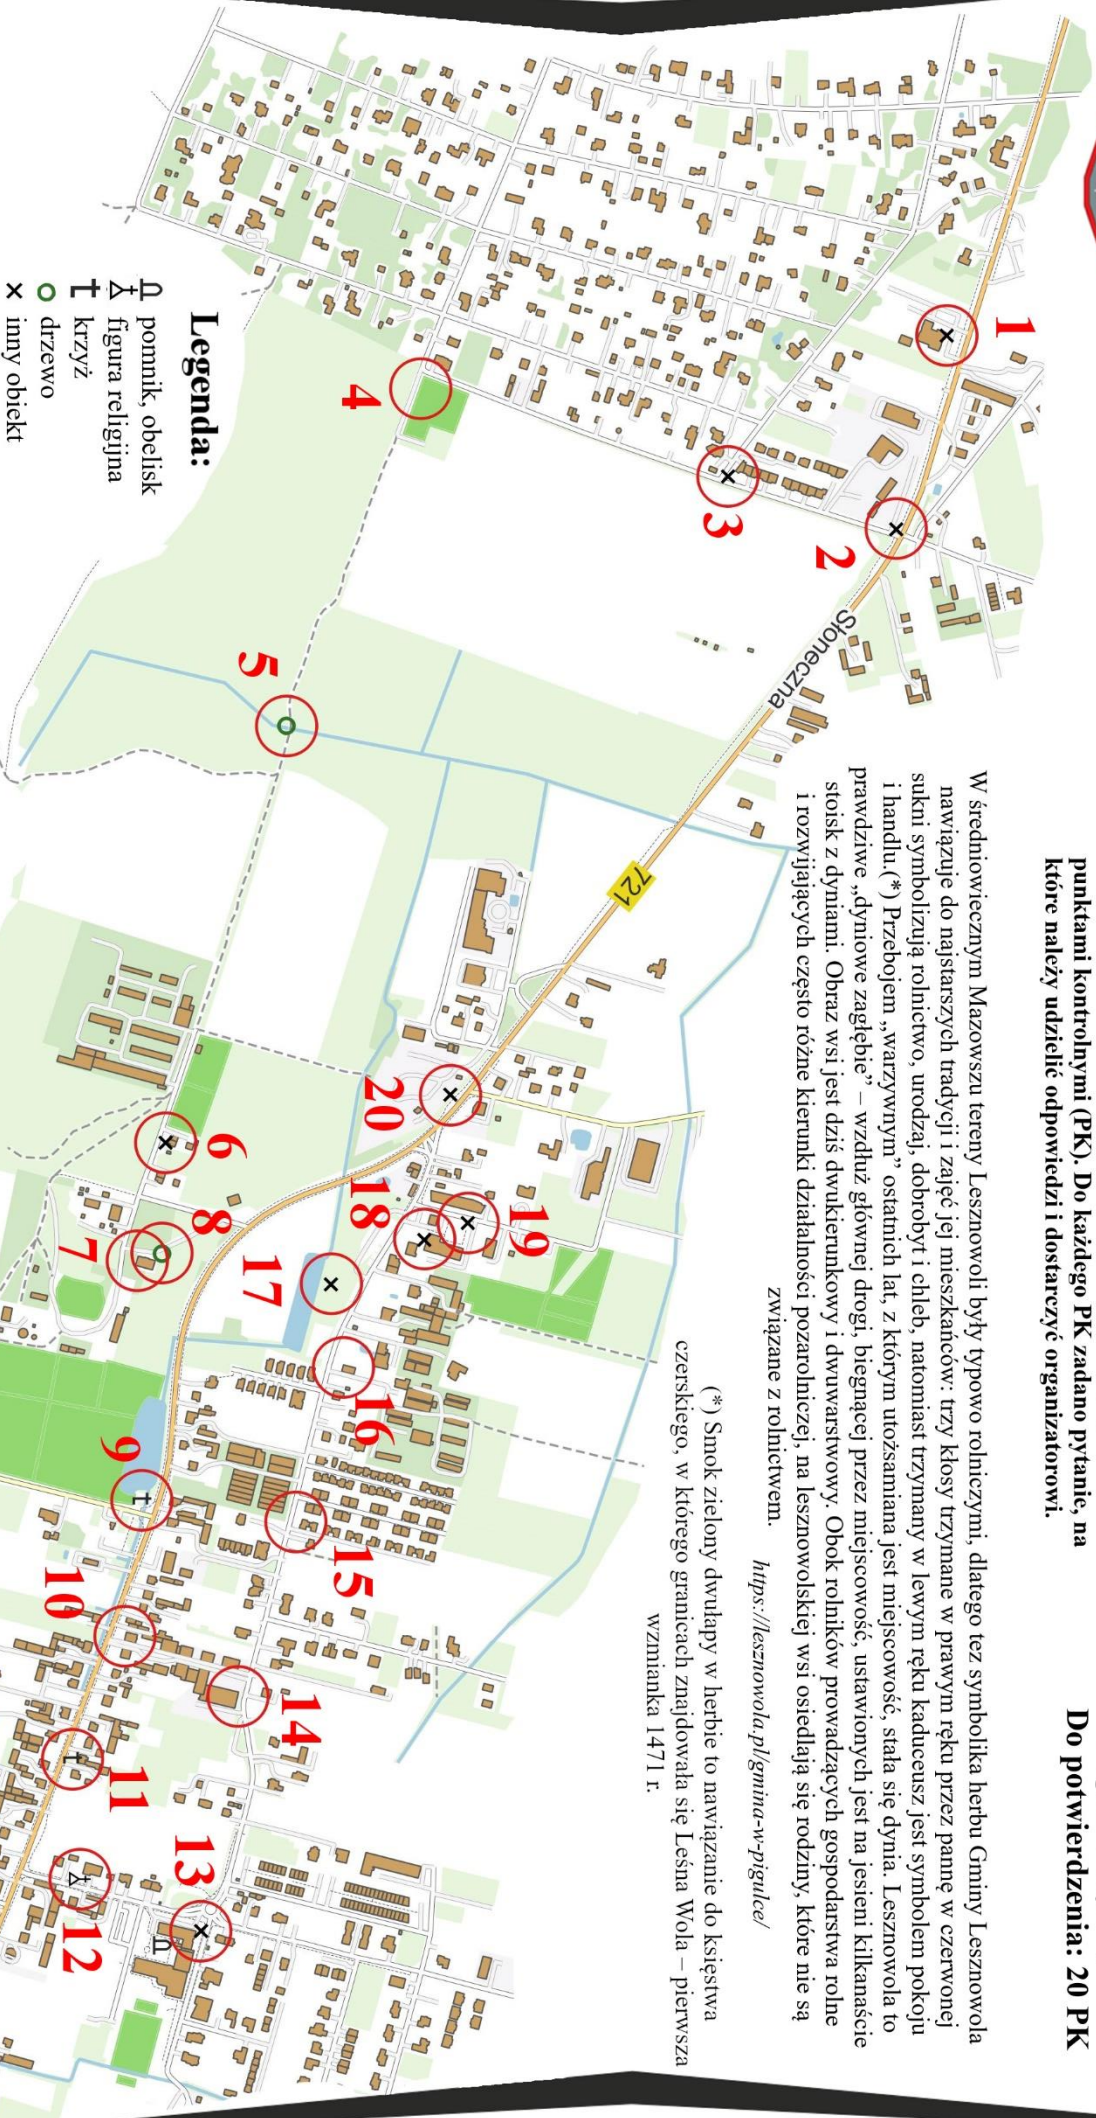 punktami kontrolnymi (PK). Do każdego PK zadano pytanie, na
które należy udzielić odpowiedzi i dostarczyć organizatorowi.
Do potwierdzenia: 20 PK
W średniowiecznym Mazowszu tereny Lesznowoli były typowo rolniczymi, dlatego tez symbolika herbu Gminy Lesznowola
nawiązuje do najstarszych tradycji i zajęć jej mieszkańców: trzy kłosy trzymane w prawym ręku przez pannę w czerwonej
sukni symbolizują rolnictwo, urodzaj, dobrobyt i chleb, natomiast trzymany w lewym ręku kaduceusz jest symbolem pokoju
i handlu.(*) Przebojem „warzywnym” ostatnich lat, z którym utożsamiana jest miejscowość, stała się dynia. Lesznowola to
prawdziwe „dyniowe zagłębie” – wzdłuż głównej drogi, biegnącej przez miejscowość, ustawionych jest na jesieni kilkanaście
stoisk z dyniami. Obraz wsi jest dziś dwukierunkowy i dwuwarstwowy. Obok rolników prowadzących gospodarstwa rolne
i rozwijających często różne kierunki działalności pozarolniczej, na lesznowolskiej wsi osiedlają się rodziny, które nie są
związane z rolnictwem.
https://lesznowola.pl/gmina-w-pigulce/
(*) Smok zielony dwułapy w herbie to nawiązanie do księstwa
czerskiego, w którego granicach znajdowała się Leśna Wola – pierwsza
wzmianka 1471 r.
1
2
3
4
5
6
7
8
9
10
11
12
13
14
15
16
17
18
19
20
Słoneczna
721
Legenda:
pomnik, obelisk
figura religijna
krzyż
drzewo
inny obiekt